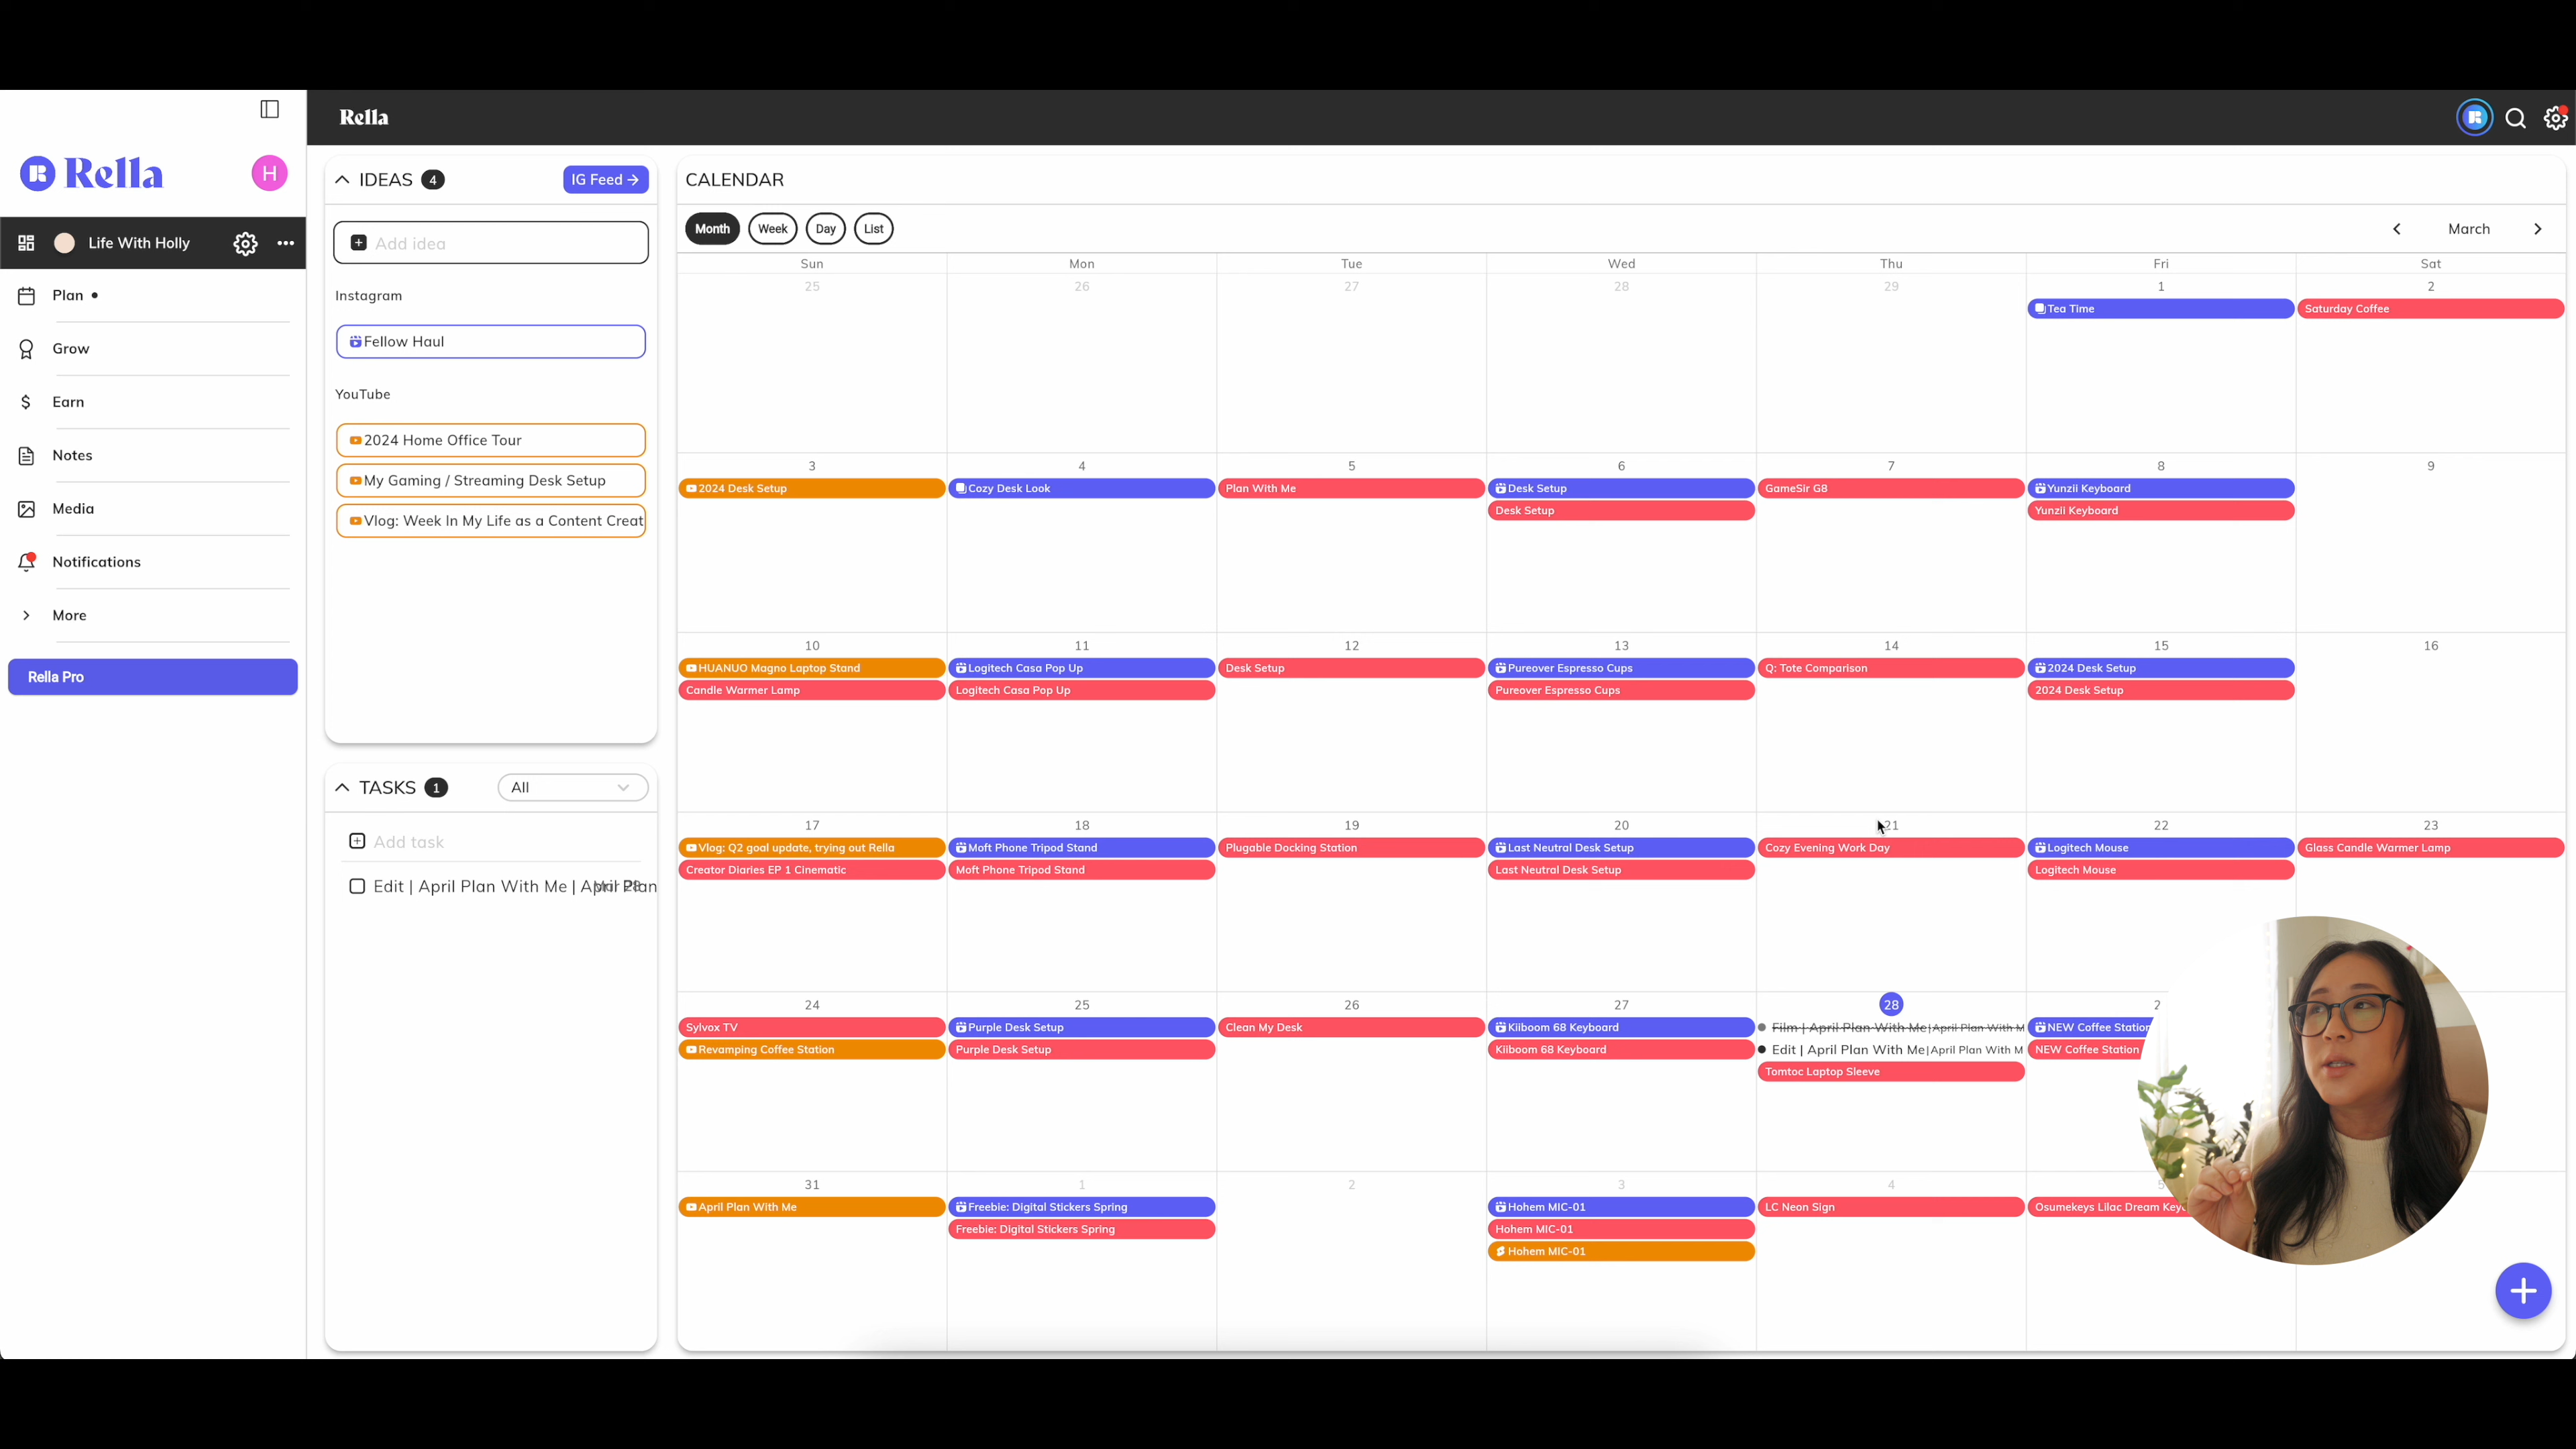 Rella
Rella
H
Life With Holly
Plan
Grow
Earn
Notes
Media
Notifications
More
Rella Pro
IDEAS 4
IG Feed →
Add idea
Instagram
Fellow Haul
YouTube
2024 Home Office Tour
My Gaming / Streaming Desk Setup
Vlog: Week In My Life as a Content Creat
TASKS 1
All
Add task
Edit | April Plan With Me | April Plan
CALENDAR
Month Week Day List
March
Sun Mon Tue Wed Thu Fri Sat
25 26 27 28 29 1 2
Tea Time
Saturday Coffee
3 4 5 6 7 8 9
2024 Desk Setup
Cozy Desk Look
Plan With Me
Desk Setup
Desk Setup
GameSir G8
Yunzii Keyboard
Yunzii Keyboard
10 11 12 13 14 15 16
HUANUO Magno Laptop Stand
Candle Warmer Lamp
Logitech Casa Pop Up
Logitech Casa Pop Up
Desk Setup
Pureover Espresso Cups
Pureover Espresso Cups
Q: Tote Comparison
2024 Desk Setup
2024 Desk Setup
17 18 19 20 21 22 23
Vlog: Q2 goal update, trying out Rella
Creator Diaries EP 1 Cinematic
Moft Phone Tripod Stand
Moft Phone Tripod Stand
Plugable Docking Station
Last Neutral Desk Setup
Last Neutral Desk Setup
Cozy Evening Work Day
Logitech Mouse
Logitech Mouse
Glass Candle Warmer Lamp
24 25 26 27 28 2
Sylvox TV
Revamping Coffee Station
Purple Desk Setup
Purple Desk Setup
Clean My Desk
Kiiboom 68 Keyboard
Kiiboom 68 Keyboard
Film | April Plan With Me | April Plan With M
Edit | April Plan With Me | April Plan With M
Tomtoc Laptop Sleeve
NEW Coffee Station
NEW Coffee Station
31 1 2 3 4 5
April Plan With Me
Freebie: Digital Stickers Spring
Freebie: Digital Stickers Spring
Hohem MIC-01
Hohem MIC-01
Hohem MIC-01
LC Neon Sign
Osumekeys Lilac Dream Key